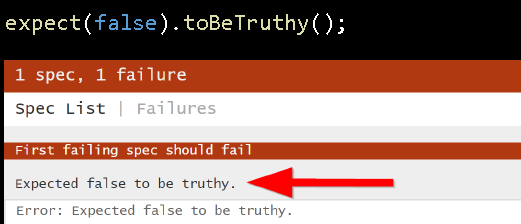 expect(false).toBeTruthy();
1 spec, 1 failure
Spec List | Failures
First failing spec should fail
Expected false to be truthy.
Error: Expected false to be truthy.